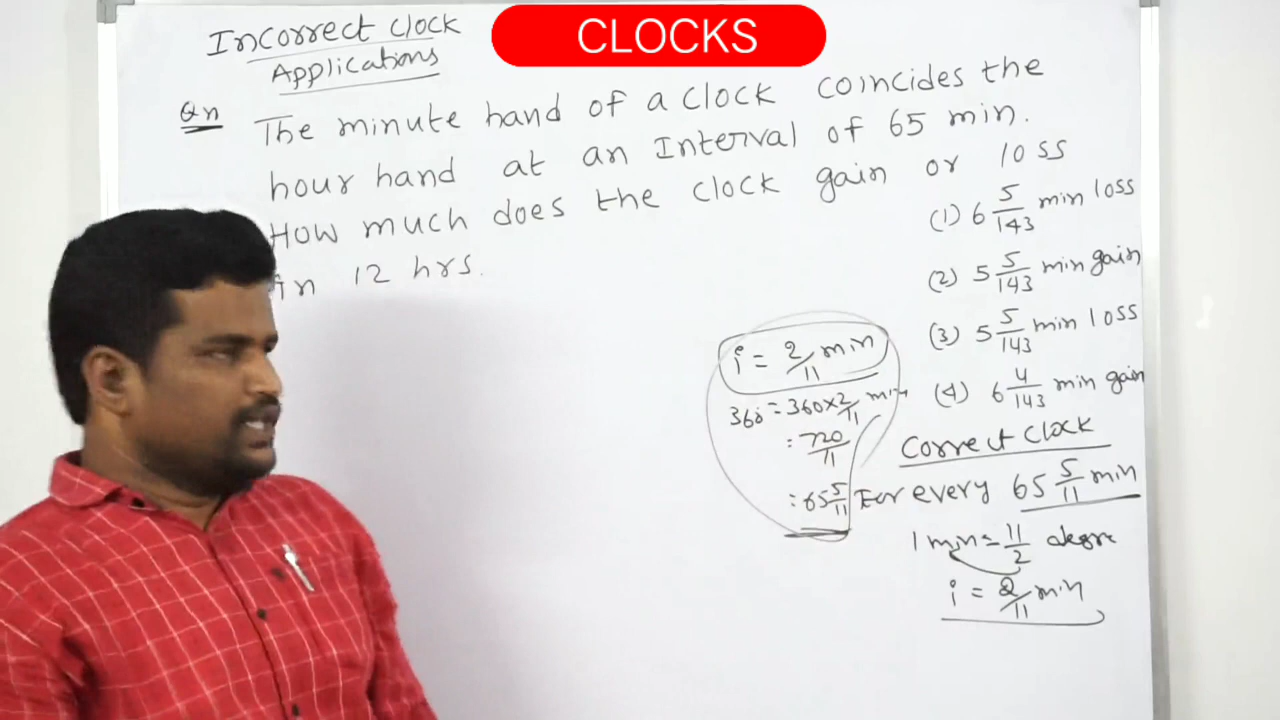 CLOCKS
Incorrect clock
Applications
Qn
The minute hand of a clock coincides the
hour hand at an Interval of 65 min.
How much does the clock gain or loss
in 12 hrs.
(1) 6 5/143 min loss
(2) 5 5/143 min gain
(3) 5 5/143 min loss
(4) 6 4/143 min gain
i = 2/11 min
360 = 360×2/11 min
: 720/11
: 65 5/11
Correct Clock
For every 65 5/11 min
1 min = 11/2 degre
i = 2/11 min